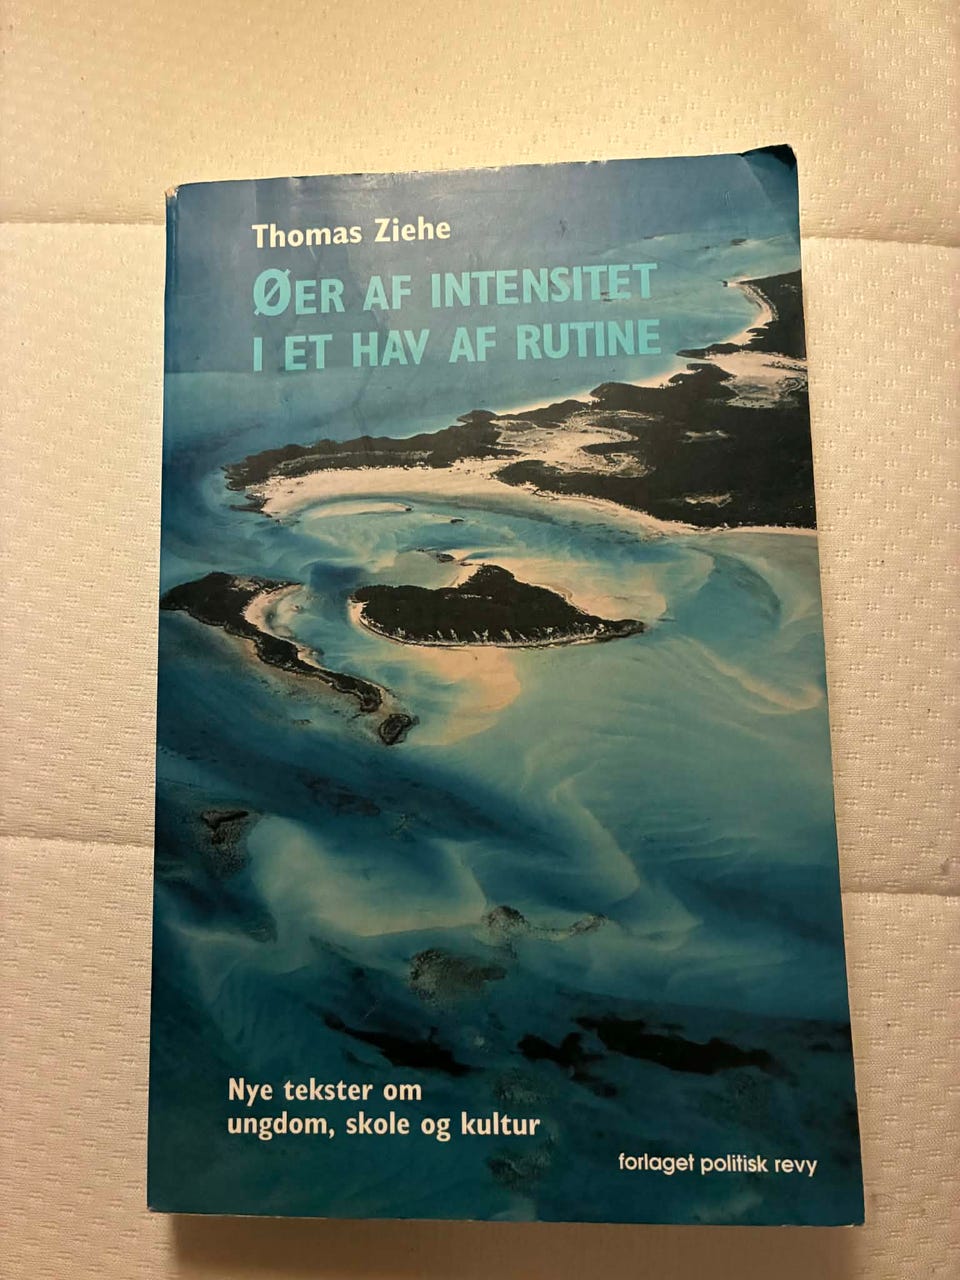 Thomas Ziehe
ØER AF INTENSITET
I ET HAV AF RUTINE
Nye tekster om
ungdom, skole og kultur
forlaget politisk revy